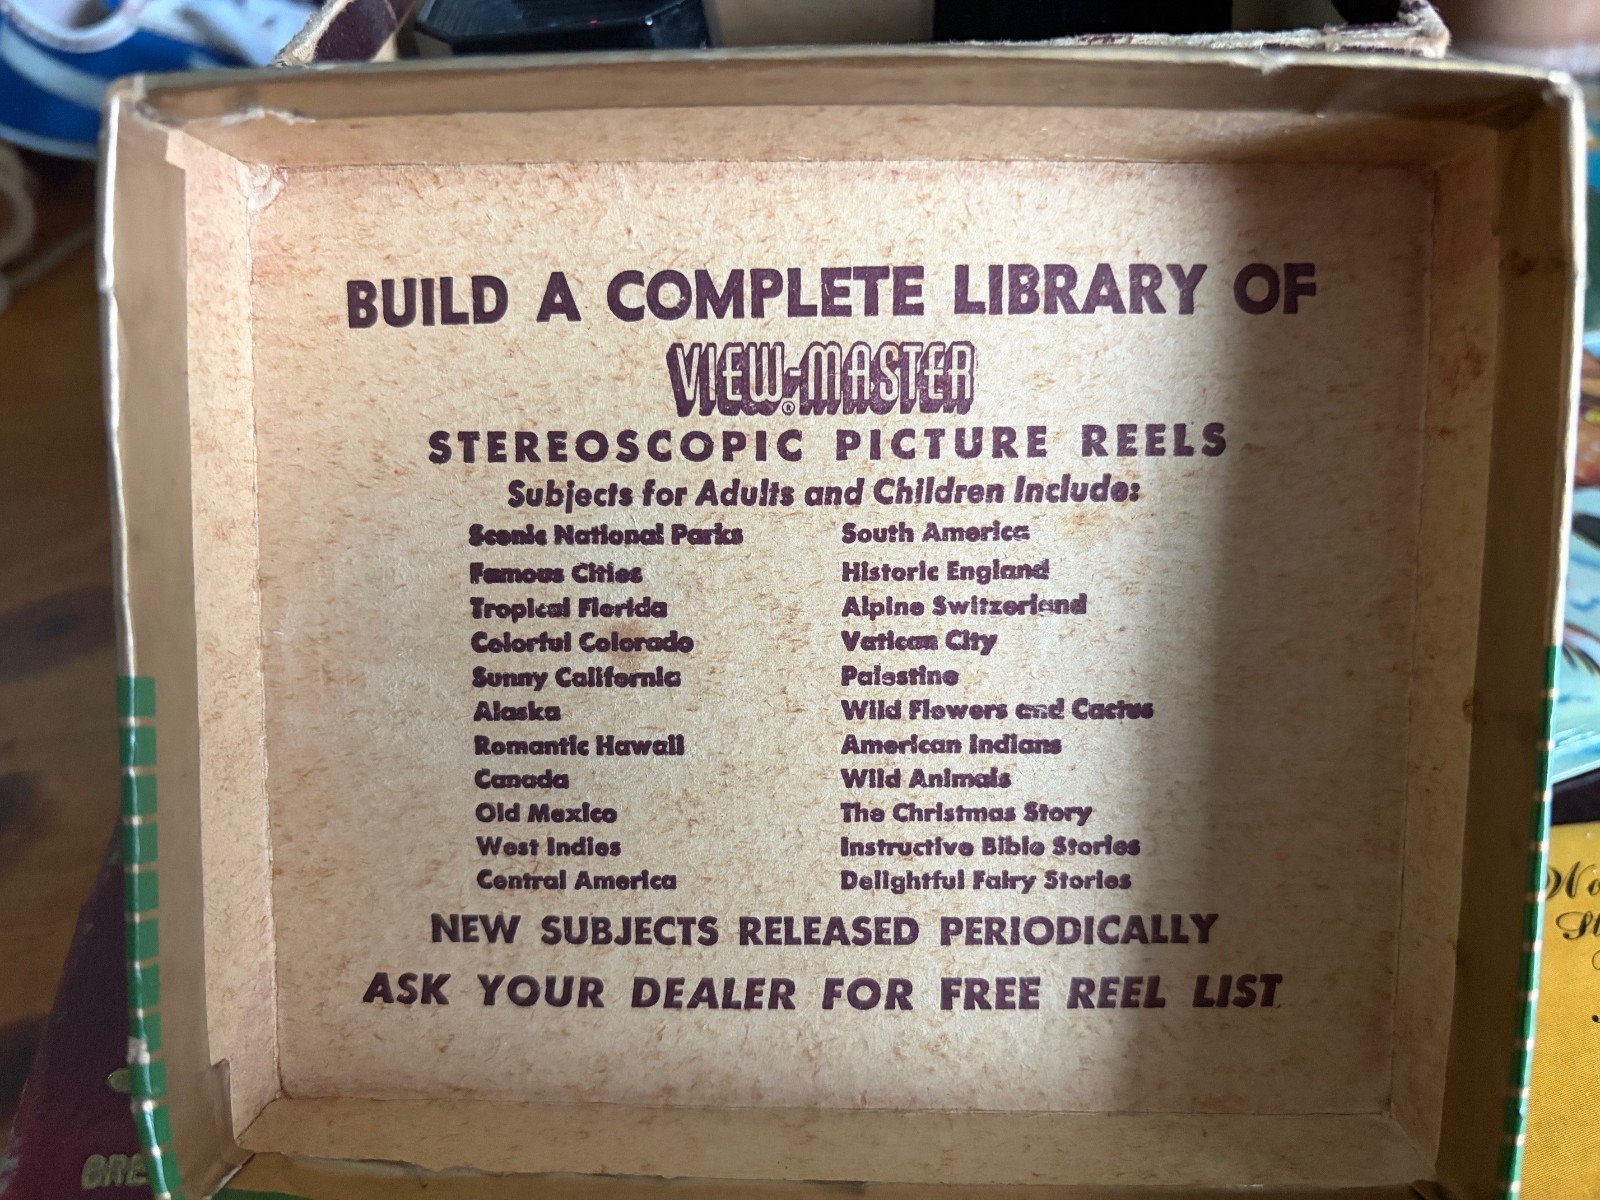 BUILD A COMPLETE LIBRARY OF
VIEW-MASTER®
STEREOSCOPIC PICTURE REELS
Subjects for Adults and Children Include:
Scenic National Parks
Famous Cities
Tropical Florida
Colorful Colorado
Sunny California
Alaska
Romantic Hawaii
Canada
Old Mexico
West Indies
Central America
South America
Historic England
Alpine Switzerland
Vatican City
Palestine
Wild Flowers and Cactus
American Indians
Wild Animals
The Christmas Story
Instructive Bible Stories
Delightful Fairy Stories
NEW SUBJECTS RELEASED PERIODICALLY
ASK YOUR DEALER FOR FREE REEL LIST